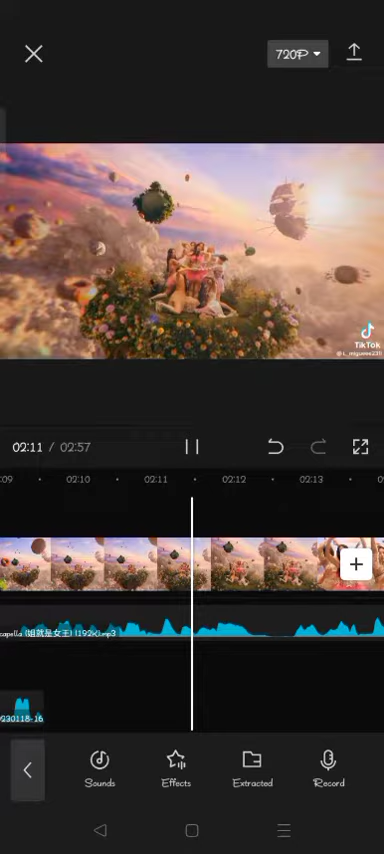 720P
TikTok
02:11 / 02:57
:09
02:10
02:11
02:12
02:13
capella (姐就是女王) (192K).mp3
230118-16
Sounds
Effects
Extracted
Record